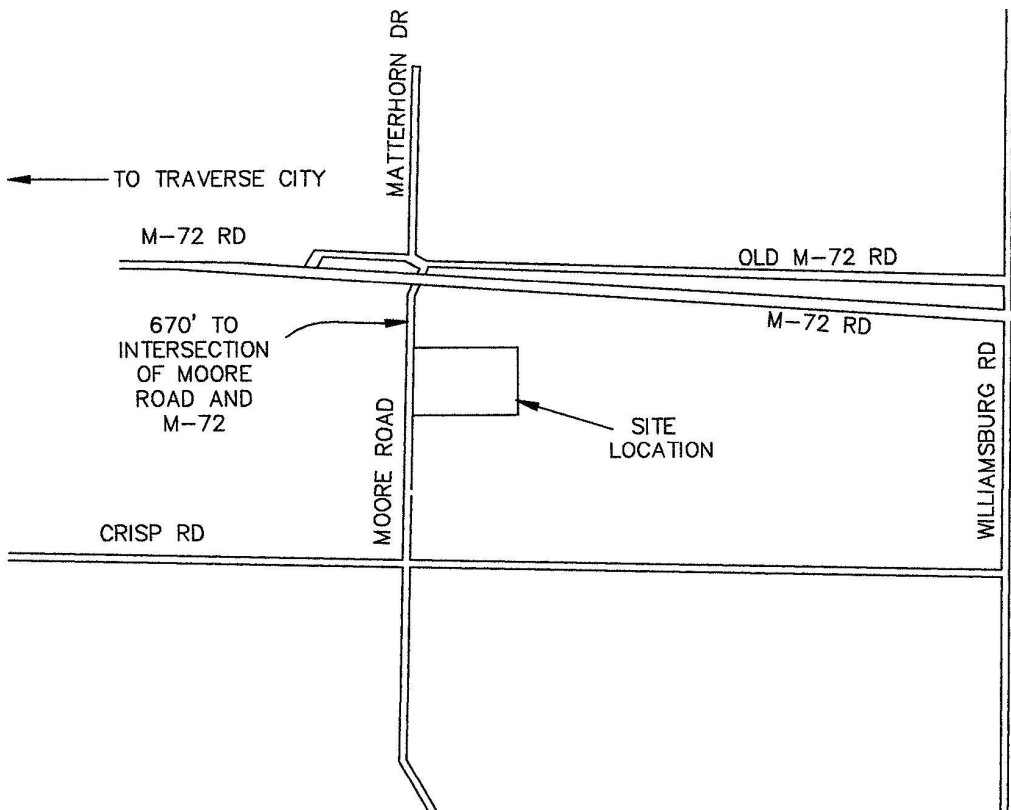 MATTERHORN DR
TO TRAVERSE CITY
M-72 RD
OLD M-72 RD
M-72 RD
670' TO
INTERSECTION
OF MOORE
ROAD AND
M-72
SITE
LOCATION
MOORE ROAD
WILLIAMSBURG RD
CRISP RD